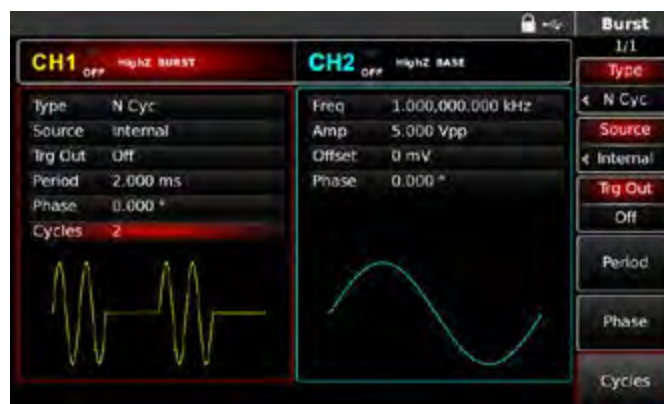 Burst
1/1
CH1 OFF HighZ BURST
CH2 OFF HighZ BASE
Type N Cyc
Source Internal
Trg Out Off
Period 2.000 ms
Phase 0.000 °
Cycles 2
Freq 1.000,000,000 kHz
Amp 5.000 Vpp
Offset 0 mV
Phase 0.000 °
Type
N Cyc
Source
Internal
Trg Out
Off
Period
Phase
Cycles